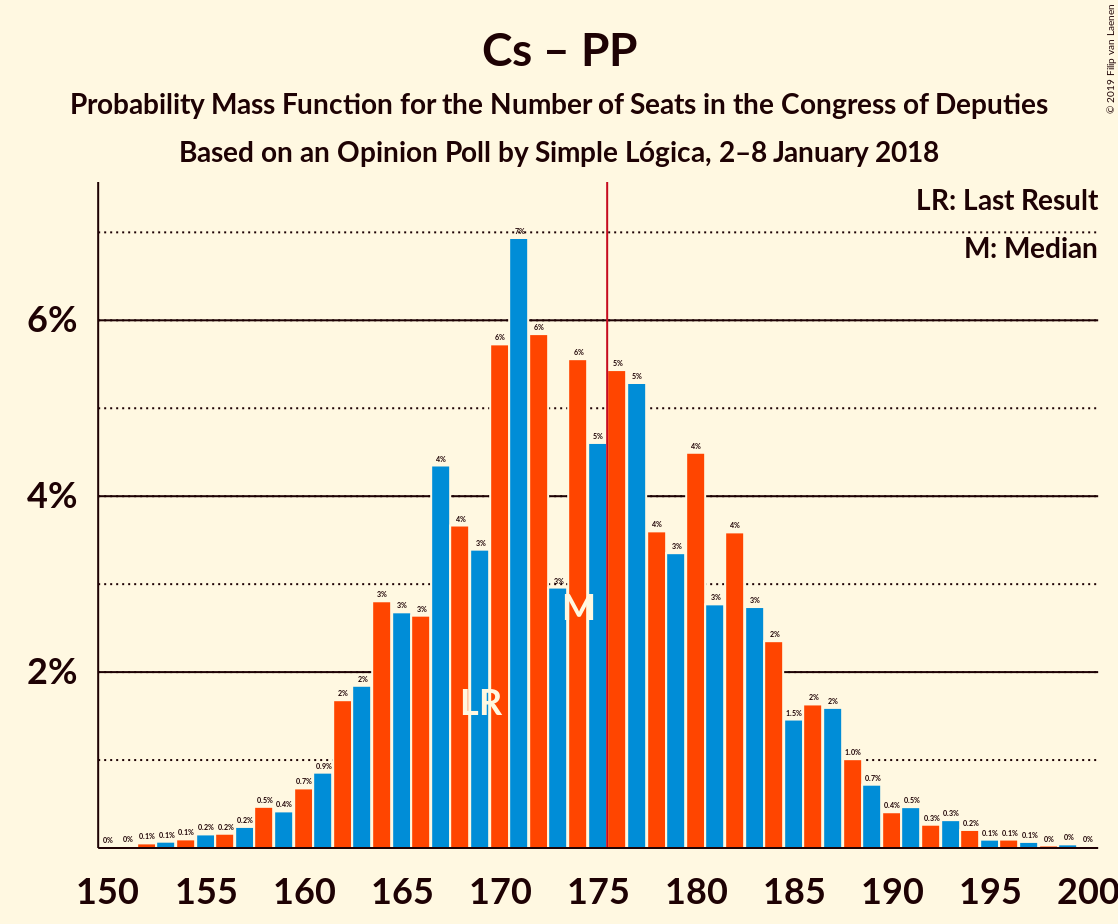 Cs – PP
Probability Mass Function for the Number of Seats in the Congress of Deputies
Based on an Opinion Poll by Simple Lógica, 2–8 January 2018
© 2019 Filip van Laenen
LR: Last Result
M: Median
6%
4%
2%
0% 0% 0.1% 0.1% 0.1% 0.2% 0.2% 0.2% 0.5% 0.4% 0.7% 0.9% 2% 2% 3% 3% 3% 4% 4% 3% 6% 7% 6% 3% 6% 5% 5% 5% 4% 3% 4% 3% 4% 3% 2% 1.5% 2% 2% 1.0% 0.7% 0.4% 0.5% 0.3% 0.3% 0.2% 0.1% 0.1% 0.1% 0% 0% 0%
M
LR
150 155 160 165 170 175 180 185 190 195 200